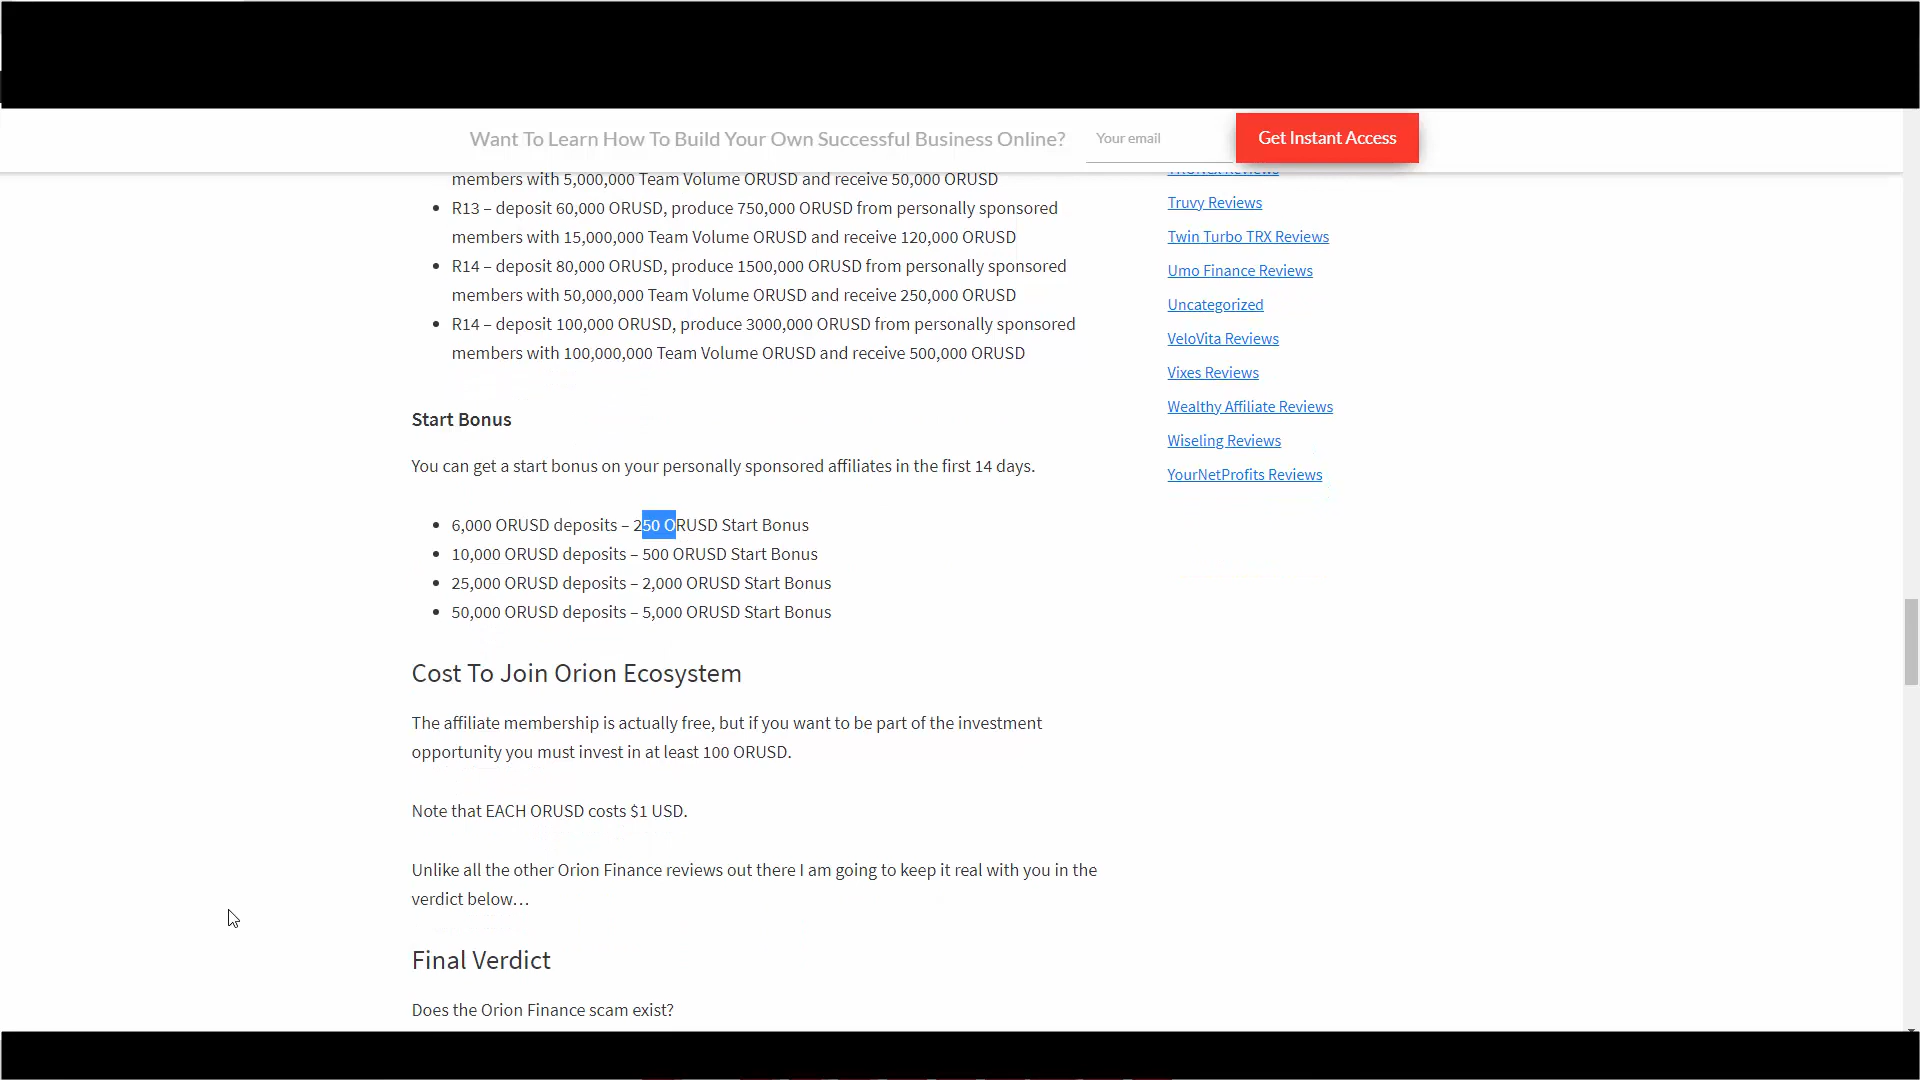 Want To Learn How To Build Your Own Successful Business Online?
Your email
Get Instant Access
members with 5,000,000 Team Volume ORUSD and receive 50,000 ORUSD
• R13 – deposit 60,000 ORUSD, produce 750,000 ORUSD from personally sponsored
members with 15,000,000 Team Volume ORUSD and receive 120,000 ORUSD
• R14 – deposit 80,000 ORUSD, produce 1500,000 ORUSD from personally sponsored
members with 50,000,000 Team Volume ORUSD and receive 250,000 ORUSD
• R14 – deposit 100,000 ORUSD, produce 3000,000 ORUSD from personally sponsored
members with 100,000,000 Team Volume ORUSD and receive 500,000 ORUSD
Start Bonus
You can get a start bonus on your personally sponsored affiliates in the first 14 days.
• 6,000 ORUSD deposits – 250 ORUSD Start Bonus
• 10,000 ORUSD deposits – 500 ORUSD Start Bonus
• 25,000 ORUSD deposits – 2,000 ORUSD Start Bonus
• 50,000 ORUSD deposits – 5,000 ORUSD Start Bonus
Cost To Join Orion Ecosystem
The affiliate membership is actually free, but if you want to be part of the investment
opportunity you must invest in at least 100 ORUSD.
Note that EACH ORUSD costs $1 USD.
Unlike all the other Orion Finance reviews out there I am going to keep it real with you in the
verdict below…
Final Verdict
Does the Orion Finance scam exist?
Reviews
Truvy Reviews
Twin Turbo TRX Reviews
Umo Finance Reviews
Uncategorized
VeloVita Reviews
Vixes Reviews
Wealthy Affiliate Reviews
Wiseling Reviews
YourNetProfits Reviews